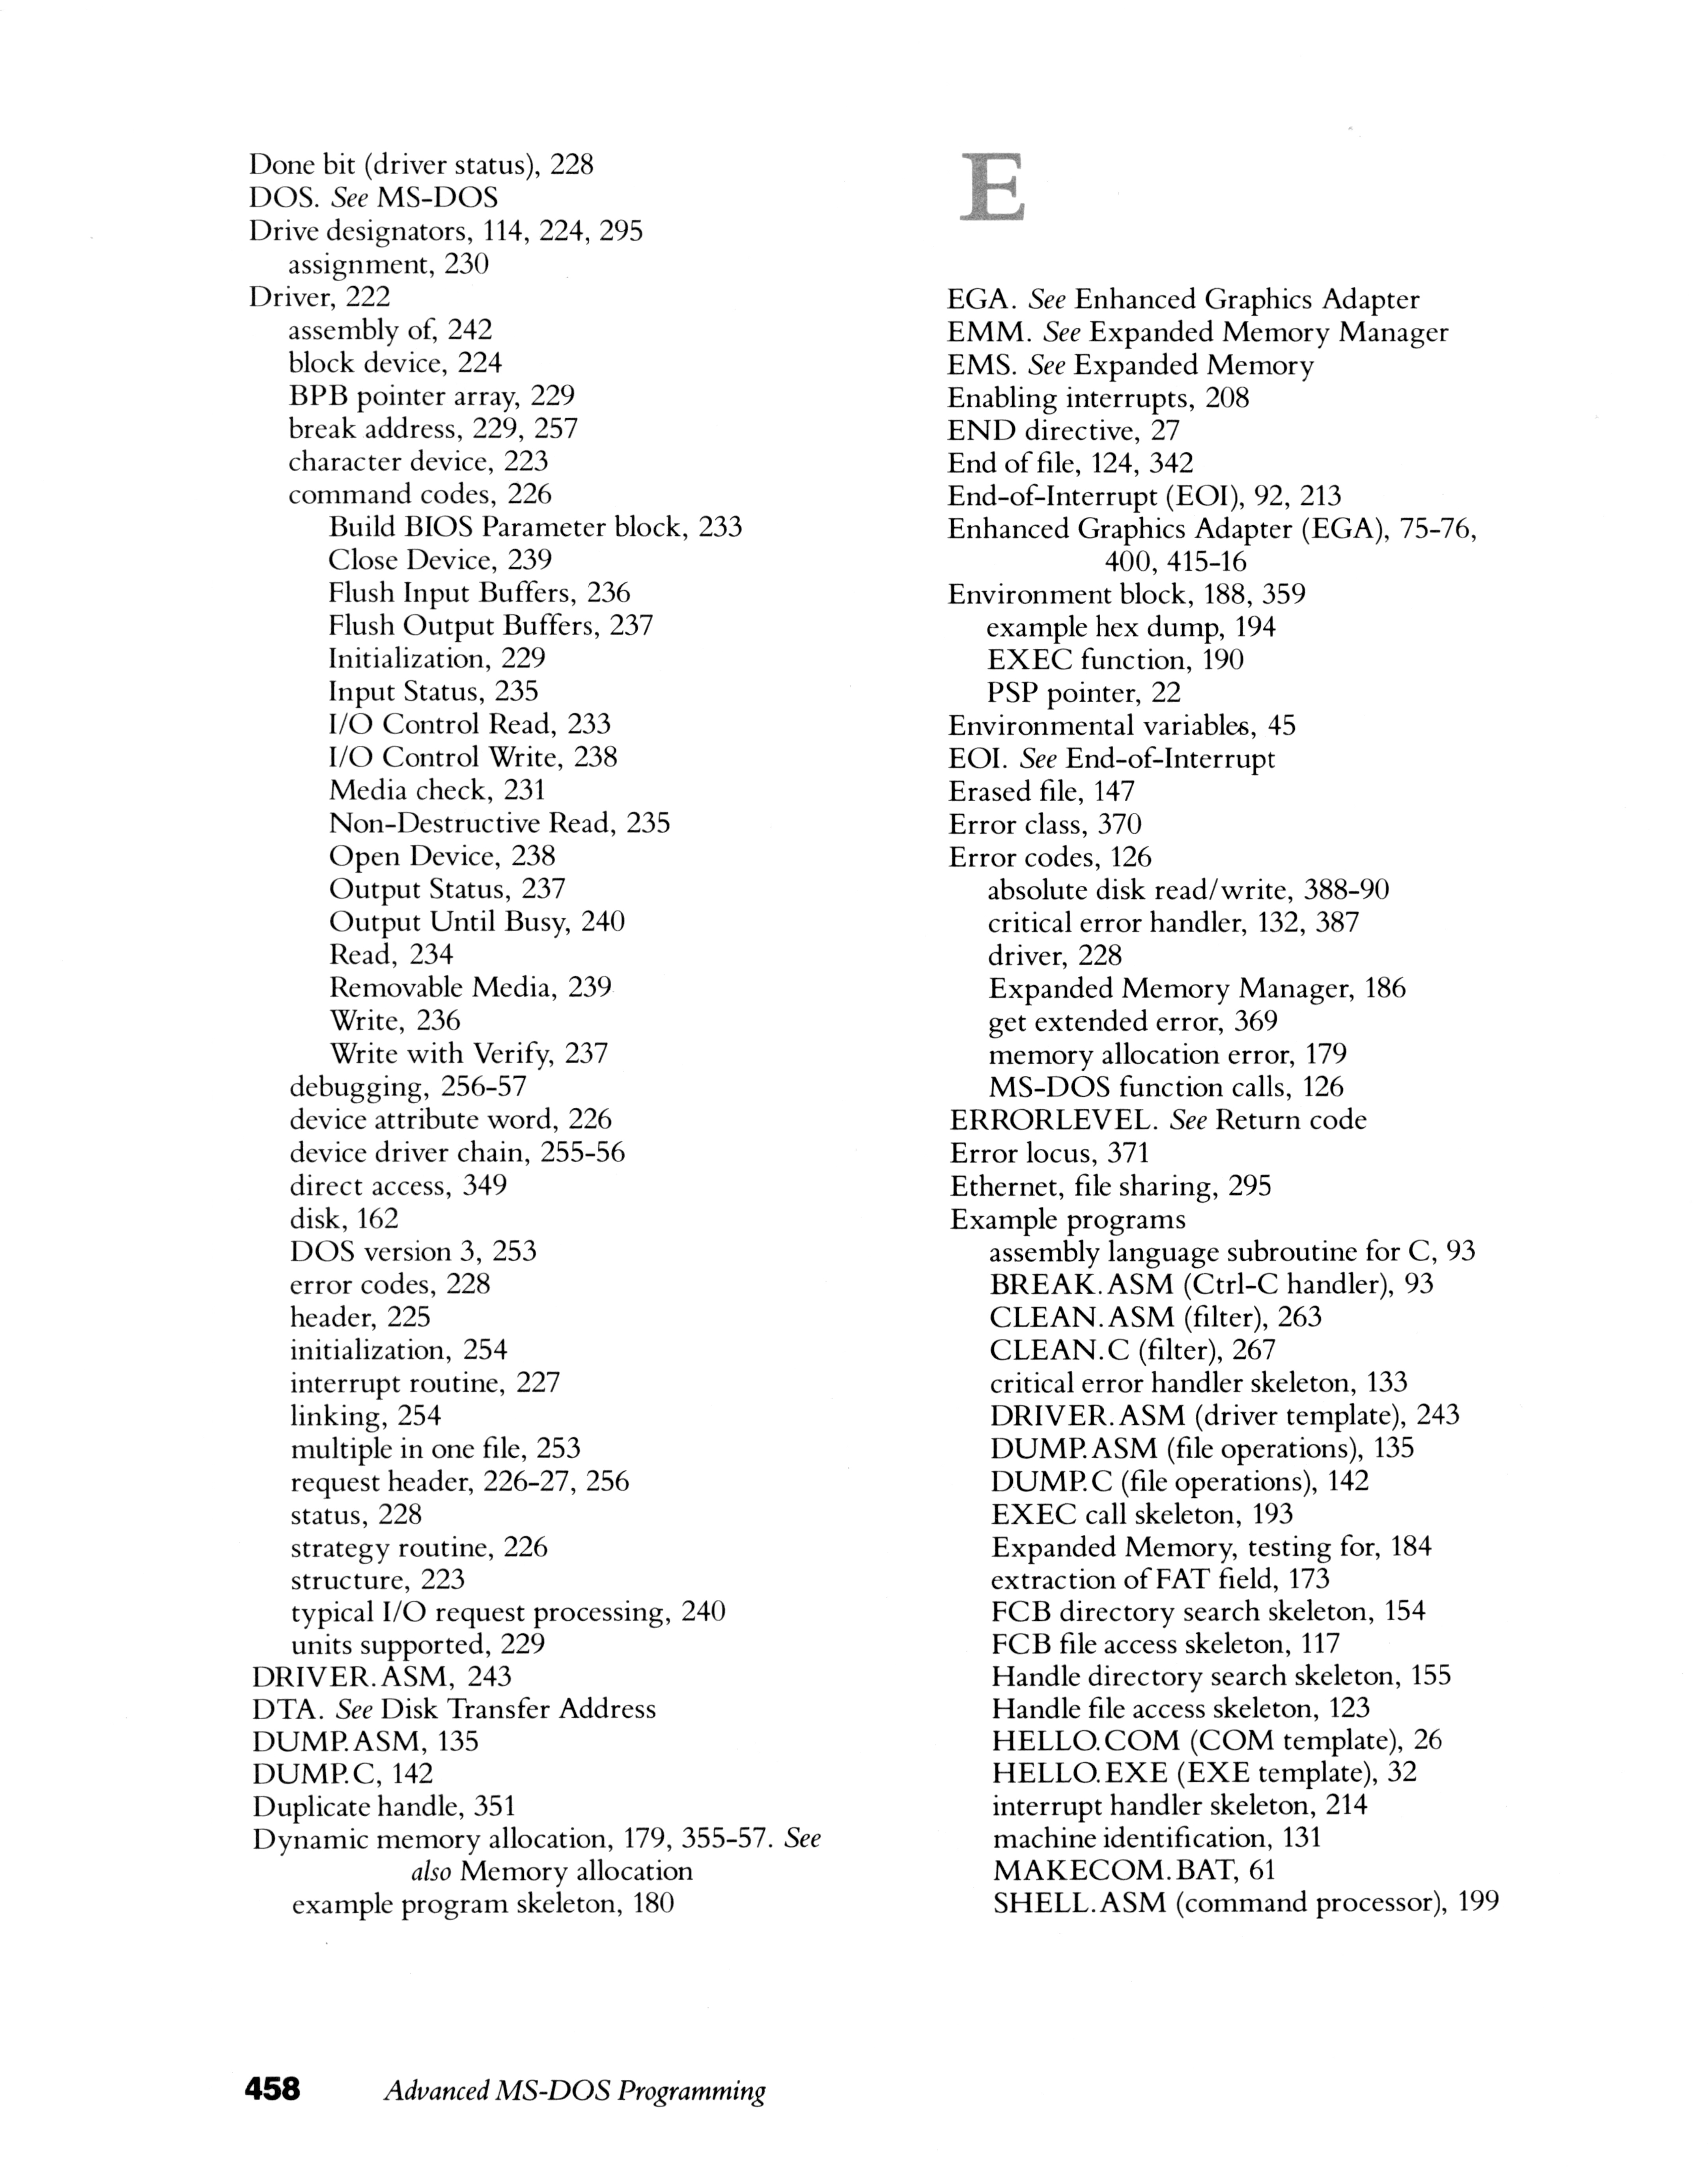 Done bit (driver status), 228
DOS. See MS-DOS
Drive designators, 114, 224, 295
assignment, 230
Driver, 222
assembly of, 242
block device, 224
BPB pointer array, 229
break address, 229, 257
character device, 223
command codes, 226
Build BIOS Parameter block, 233
Close Device, 239
Flush Input Buffers, 236
Flush Output Buffers, 237
Initialization, 229
Input Status, 235
I/O Control Read, 233
I/O Control Write, 238
Media check, 231
Non-Destructive Read, 235
Open Device, 238
Output Status, 237
Output Until Busy, 240
Read, 234
Removable Media, 239
Write, 236
Write with Verify, 237
debugging, 256-57
device attribute word, 226
device driver chain, 255-56
direct access, 349
disk, 162
DOS version 3, 253
error codes, 228
header, 225
initialization, 254
interrupt routine, 227
linking, 254
multiple in one file, 253
request header, 226-27, 256
status, 228
strategy routine, 226
structure, 223
typical I/O request processing, 240
units supported, 229
DRIVER.ASM, 243
DTA. See Disk Transfer Address
DUMP.ASM, 135
DUMP.C, 142
Duplicate handle, 351
Dynamic memory allocation, 179, 355-57. See
also Memory allocation
example program skeleton, 180
E
EGA. See Enhanced Graphics Adapter
EMM. See Expanded Memory Manager
EMS. See Expanded Memory
Enabling interrupts, 208
END directive, 27
End of file, 124, 342
End-of-Interrupt (EOI), 92, 213
Enhanced Graphics Adapter (EGA), 75-76,
400, 415-16
Environment block, 188, 359
example hex dump, 194
EXEC function, 190
PSP pointer, 22
Environmental variables, 45
EOI. See End-of-Interrupt
Erased file, 147
Error class, 370
Error codes, 126
absolute disk read/write, 388-90
critical error handler, 132, 387
driver, 228
Expanded Memory Manager, 186
get extended error, 369
memory allocation error, 179
MS-DOS function calls, 126
ERRORLEVEL. See Return code
Error locus, 371
Ethernet, file sharing, 295
Example programs
assembly language subroutine for C, 93
BREAK.ASM (Ctrl-C handler), 93
CLEAN.ASM (filter), 263
CLEAN.C (filter), 267
critical error handler skeleton, 133
DRIVER.ASM (driver template), 243
DUMP.ASM (file operations), 135
DUMP.C (file operations), 142
EXEC call skeleton, 193
Expanded Memory, testing for, 184
extraction of FAT field, 173
FCB directory search skeleton, 154
FCB file access skeleton, 117
Handle directory search skeleton, 155
Handle file access skeleton, 123
HELLO.COM (COM template), 26
HELLO.EXE (EXE template), 32
interrupt handler skeleton, 214
machine identification, 131
MAKECOM.BAT, 61
SHELL.ASM (command processor), 199
458 Advanced MS-DOS Programming